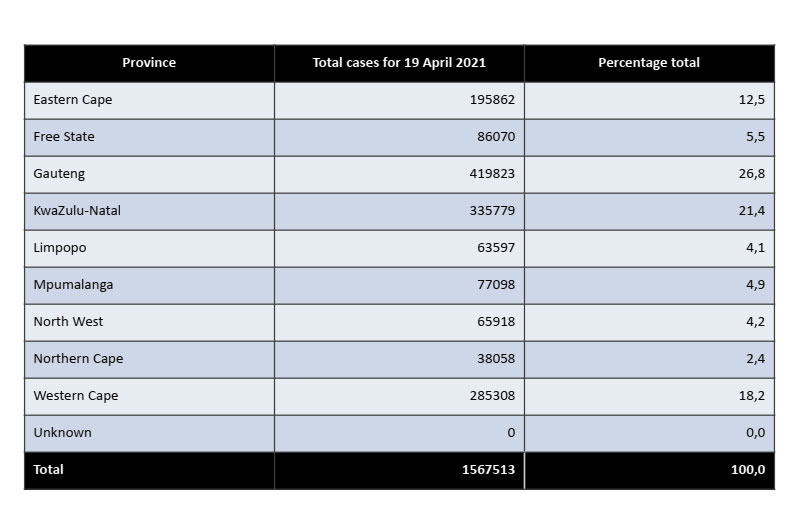 Province Total cases for 19 April 2021 Percentage total
Eastern Cape 195862 12,5
Free State 86070 5,5
Gauteng 419823 26,8
KwaZulu-Natal 335779 21,4
Limpopo 63597 4,1
Mpumalanga 77098 4,9
North West 65918 4,2
Northern Cape 38058 2,4
Western Cape 285308 18,2
Unknown 0 0,0
Total 1567513 100,0